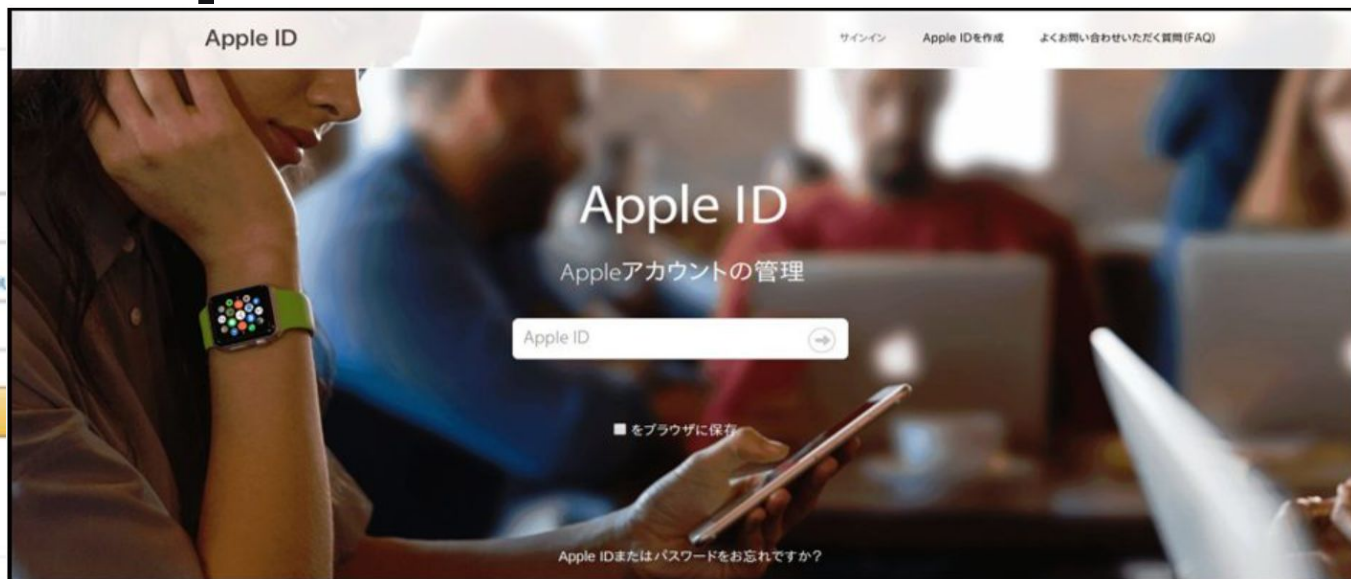 Apple ID
サインイン
Apple IDを作成
よくお問い合わせいただく質問(FAQ)
Apple ID
Appleアカウントの管理
Apple ID
をブラウザに保存
Apple IDまたはパスワードをお忘れですか?